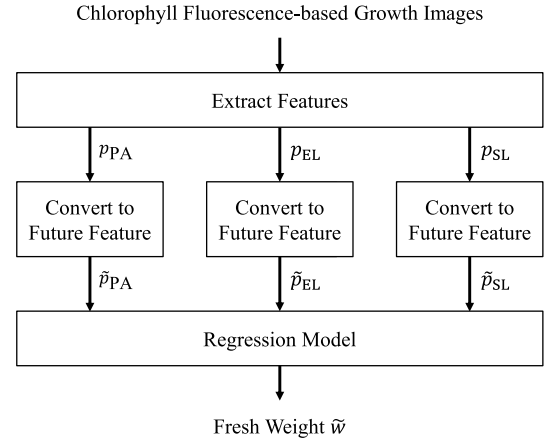 Chlorophyll Fluorescence-based Growth Images
Extract Features
p_PA p_EL p_SL
Convert to Future Feature
Convert to Future Feature
Convert to Future Feature
p̃_PA p̃_EL p̃_SL
Regression Model
Fresh Weight w̃